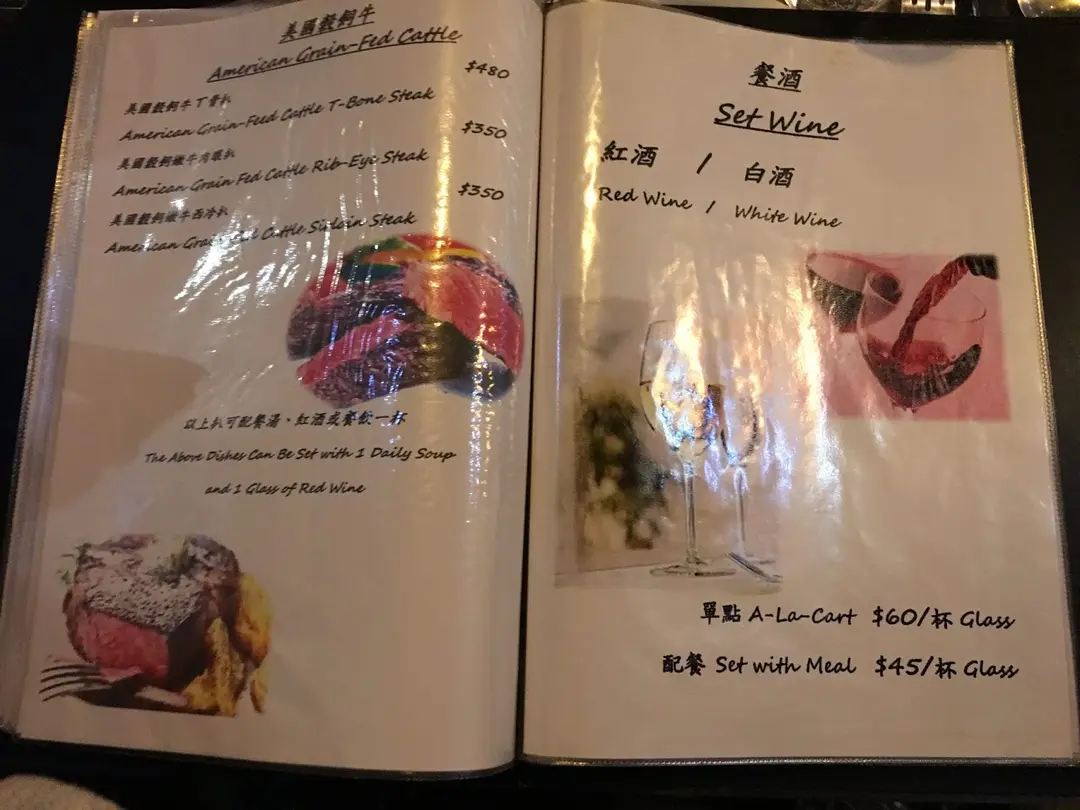 美國穀飼牛
American Grain-Fed Cattle
$480
美國穀飼牛丁骨扒
American Grain-Feed Cattle T-Bone Steak
$350
美國穀飼嫩牛肉眼扒
American Grain Fed Cattle Rib-Eye Steak
$350
美國穀飼嫩牛西冷扒
American Grain Fed Cattle Sirloin Steak
以上扒可配餐湯、紅酒或餐飲一杯
The Above Dishes Can Be Set with 1 Daily Soup
and 1 Glass of Red Wine
餐酒
Set Wine
紅酒 / 白酒
Red Wine / White Wine
單點 A-La-Cart $60/杯 Glass
配餐 Set with Meal $45/杯 Glass